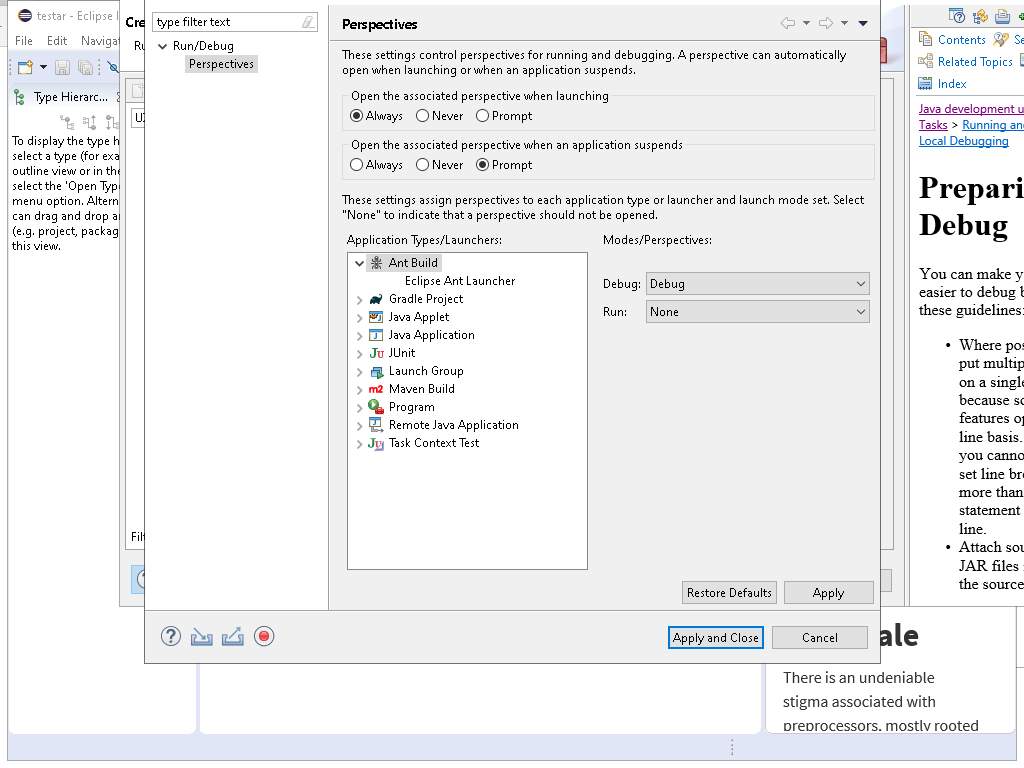 testar - Eclipse I
File Edit Navigat
Type Hierarc...
To display the type h
select a type (for exa
outline view or in the
select the 'Open Type
menu option. Altern
can drag and drop a
(e.g. project, packag
this view.
Cre
type filter text
Run/Debug
Perspectives
Perspectives
These settings control perspectives for running and debugging. A perspective can automatically
open when launching or when an application suspends.
Open the associated perspective when launching
Always Never Prompt
Open the associated perspective when an application suspends
Always Never Prompt
These settings assign perspectives to each application type or launcher and launch mode set. Select
"None" to indicate that a perspective should not be opened.
Application Types/Launchers:
Ant Build
Eclipse Ant Launcher
Gradle Project
Java Applet
Java Application
JUnit
Launch Group
Maven Build
Program
Remote Java Application
Task Context Test
Modes/Perspectives:
Debug: Debug
Run: None
Restore Defaults Apply
Apply and Close Cancel
Filt
Contents Se
Related Topics
Index
Java development u
Tasks > Running and
Local Debugging
Prepari
Debug
You can make y
easier to debug b
these guidelines:
• Where pos
put multip
on a single
because so
features op
line basis.
you canno
set line bre
more than
statement
line.
• Attach sou
JAR files
the source
ale
There is an undeniable
stigma associated with
preprocessors, mostly rooted